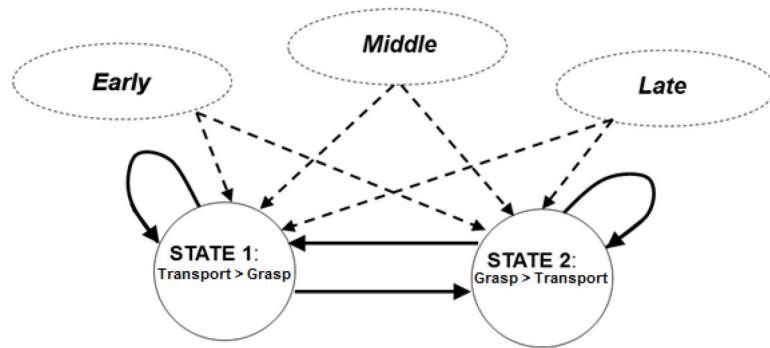 Early
Middle
Late
STATE 1:
Transport > Grasp
STATE 2:
Grasp > Transport